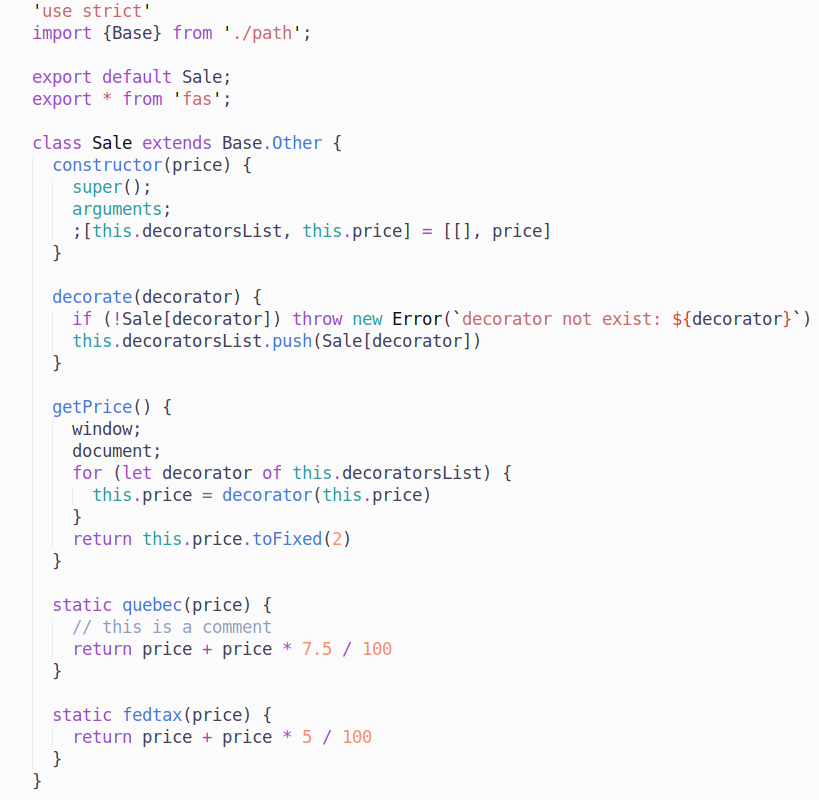 'use strict'
import {Base} from './path';

export default Sale;
export * from 'fas';

class Sale extends Base.Other {
  constructor(price) {
    super();
    arguments;
    ;[this.decoratorsList, this.price] = [[], price]
  }

  decorate(decorator) {
    if (!Sale[decorator]) throw new Error(`decorator not exist: ${decorator}`)
    this.decoratorsList.push(Sale[decorator])
  }

  getPrice() {
    window;
    document;
    for (let decorator of this.decoratorsList) {
      this.price = decorator(this.price)
    }
    return this.price.toFixed(2)
  }

  static quebec(price) {
    // this is a comment
    return price + price * 7.5 / 100
  }

  static fedtax(price) {
    return price + price * 5 / 100
  }
}